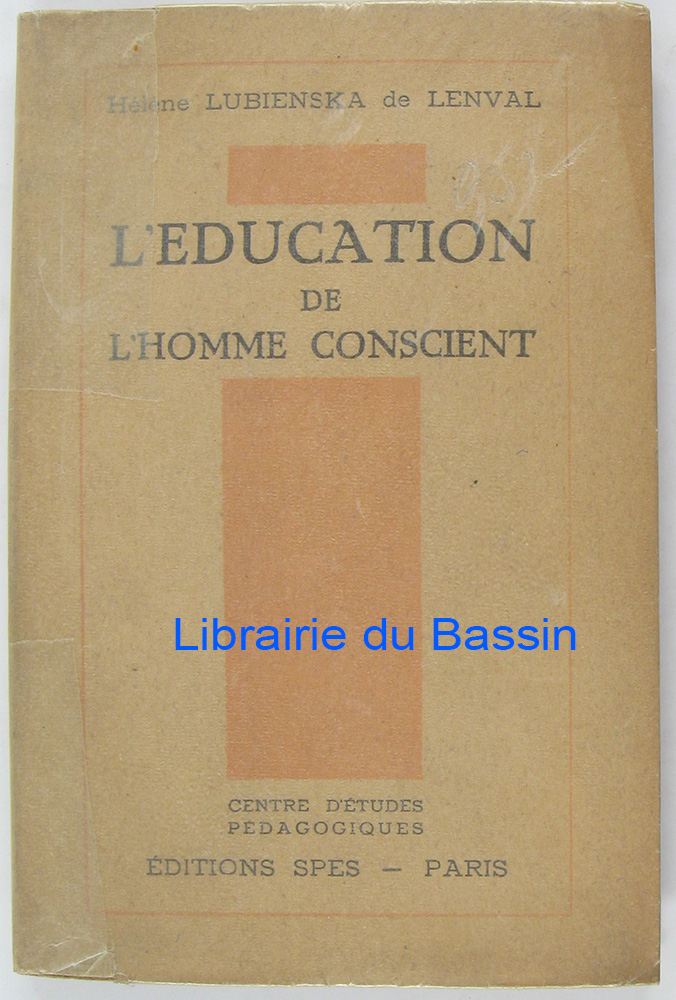 Hélène LUBIENSKA de LENVAL
L'EDUCATION
DE
L'HOMME CONSCIENT
Librairie du Bassin
CENTRE D'ÉTUDES
PÉDAGOGIQUES
ÉDITIONS SPES — PARIS